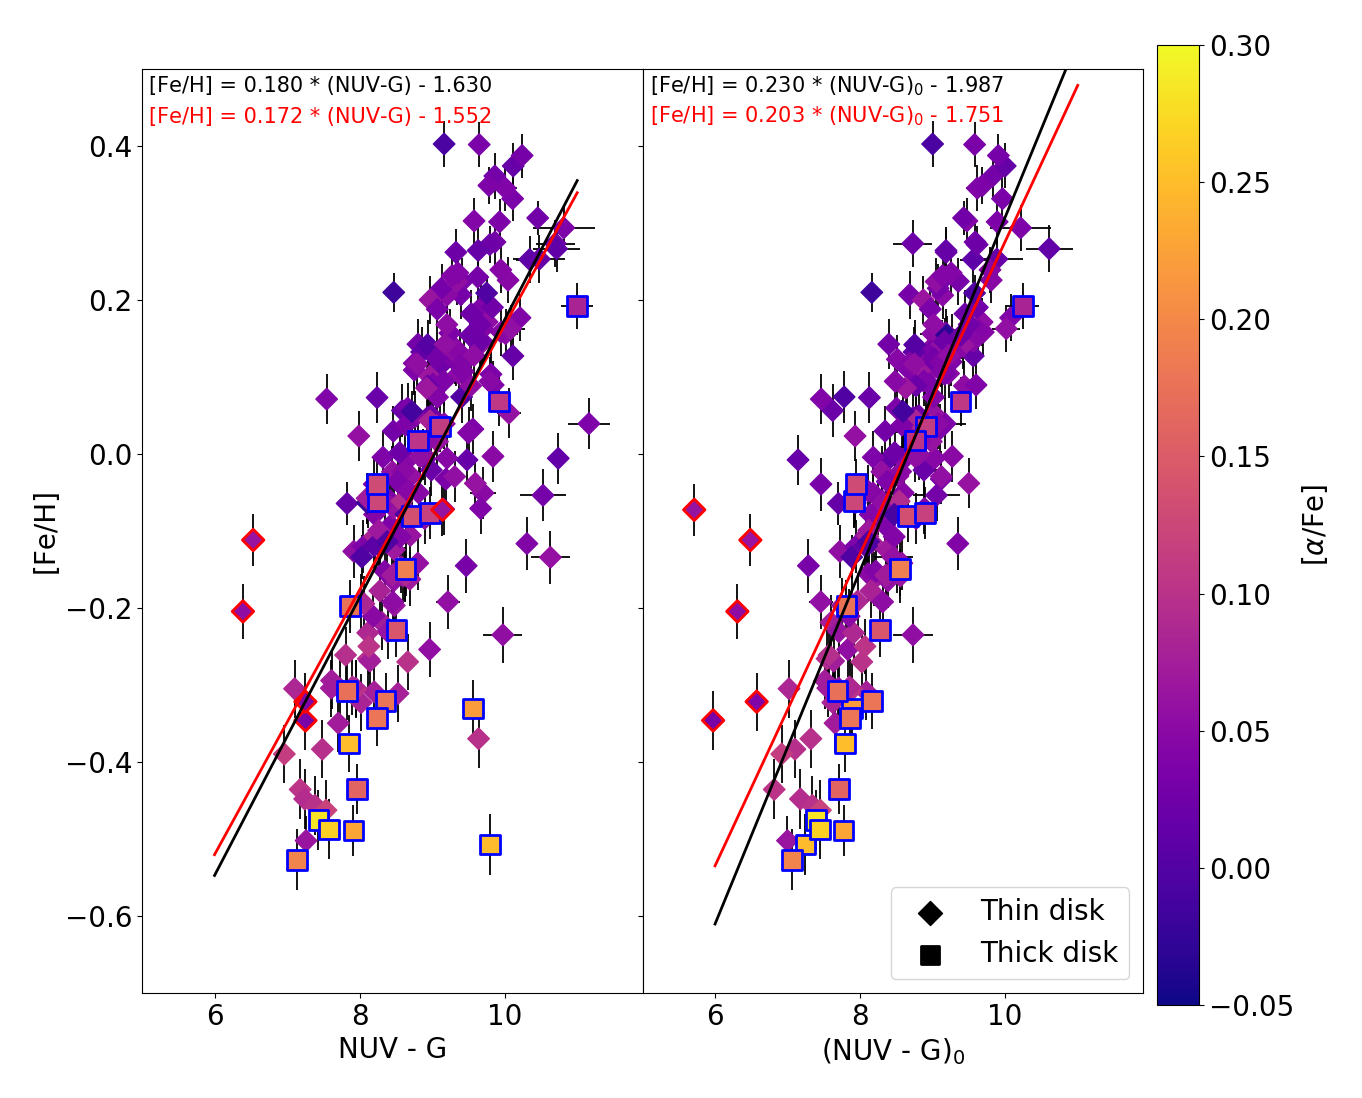 [Fe/H] = 0.180 * (NUV-G) - 1.630
[Fe/H] = 0.172 * (NUV-G) - 1.552
[Fe/H] = 0.230 * (NUV-G)₀ - 1.987
[Fe/H] = 0.203 * (NUV-G)₀ - 1.751
[Fe/H]
0.4
0.2
0.0
−0.2
−0.4
−0.6
6 8 10
NUV - G
6 8 10
(NUV - G)₀
Thin disk
Thick disk
0.30
0.25
0.20
0.15
0.10
0.05
0.00
−0.05
[α/Fe]